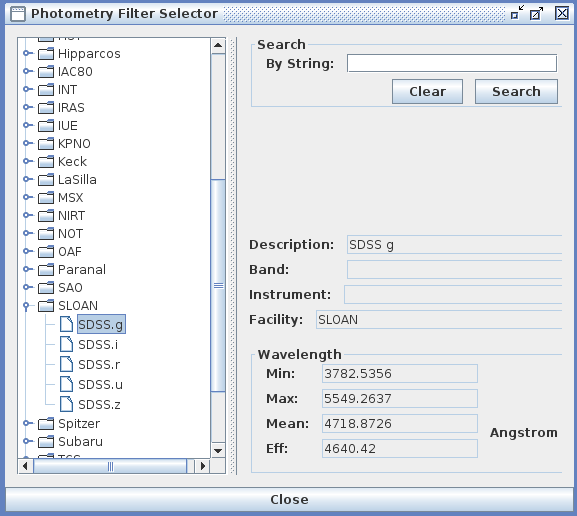 Photometry Filter Selector
Hipparcos
IAC80
INT
IRAS
IUE
KPNO
Keck
LaSilla
MSX
NIRT
NOT
OAF
Paranal
SAO
SLOAN
SDSS.g
SDSS.i
SDSS.r
SDSS.u
SDSS.z
Spitzer
Subaru
Search
By String:
Clear Search
Description: SDSS g
Band:
Instrument:
Facility: SLOAN
Wavelength
Min: 3782.5356
Max: 5549.2637
Mean: 4718.8726
Angstrom
Eff: 4640.42
Close